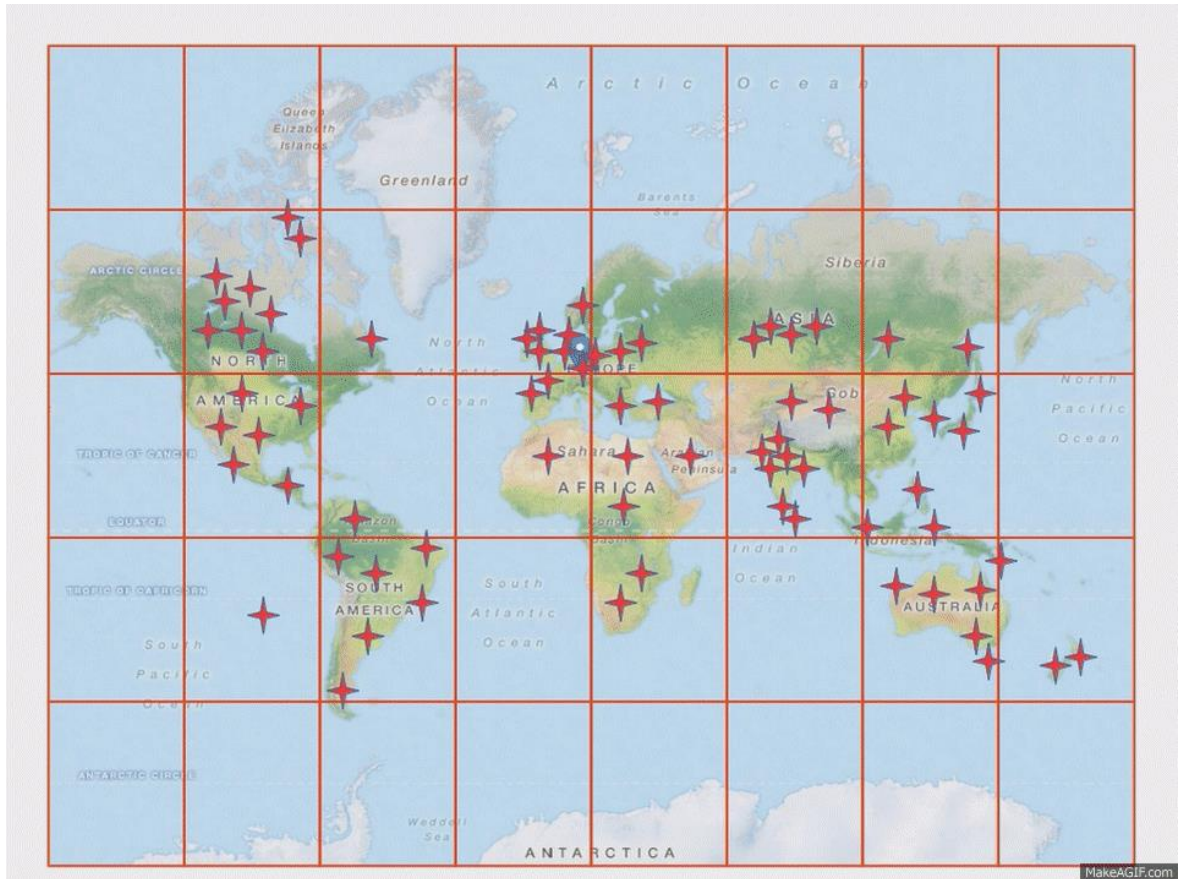 Arctic Ocean
Queen
Elizabeth
Islands
Greenland
Barents
Sea
ARCTIC CIRCLE
Siberia
ASIA
North
Atlantic
Ocean
NORTH
AMERICA
EUROPE
Gobi
North
Pacific
Ocean
TROPIC OF CANCER
Sahara
Arabian
Peninsula
AFRICA
EQUATOR
Amazon
Basin
Congo
Basin
Indian
Ocean
Indonesia
TROPIC OF CAPRICORN
SOUTH
AMERICA
South
Atlantic
Ocean
AUSTRALIA
South
Pacific
Ocean
ANTARCTIC CIRCLE
Weddell
Sea
ANTARCTICA
MakeAGIF.com